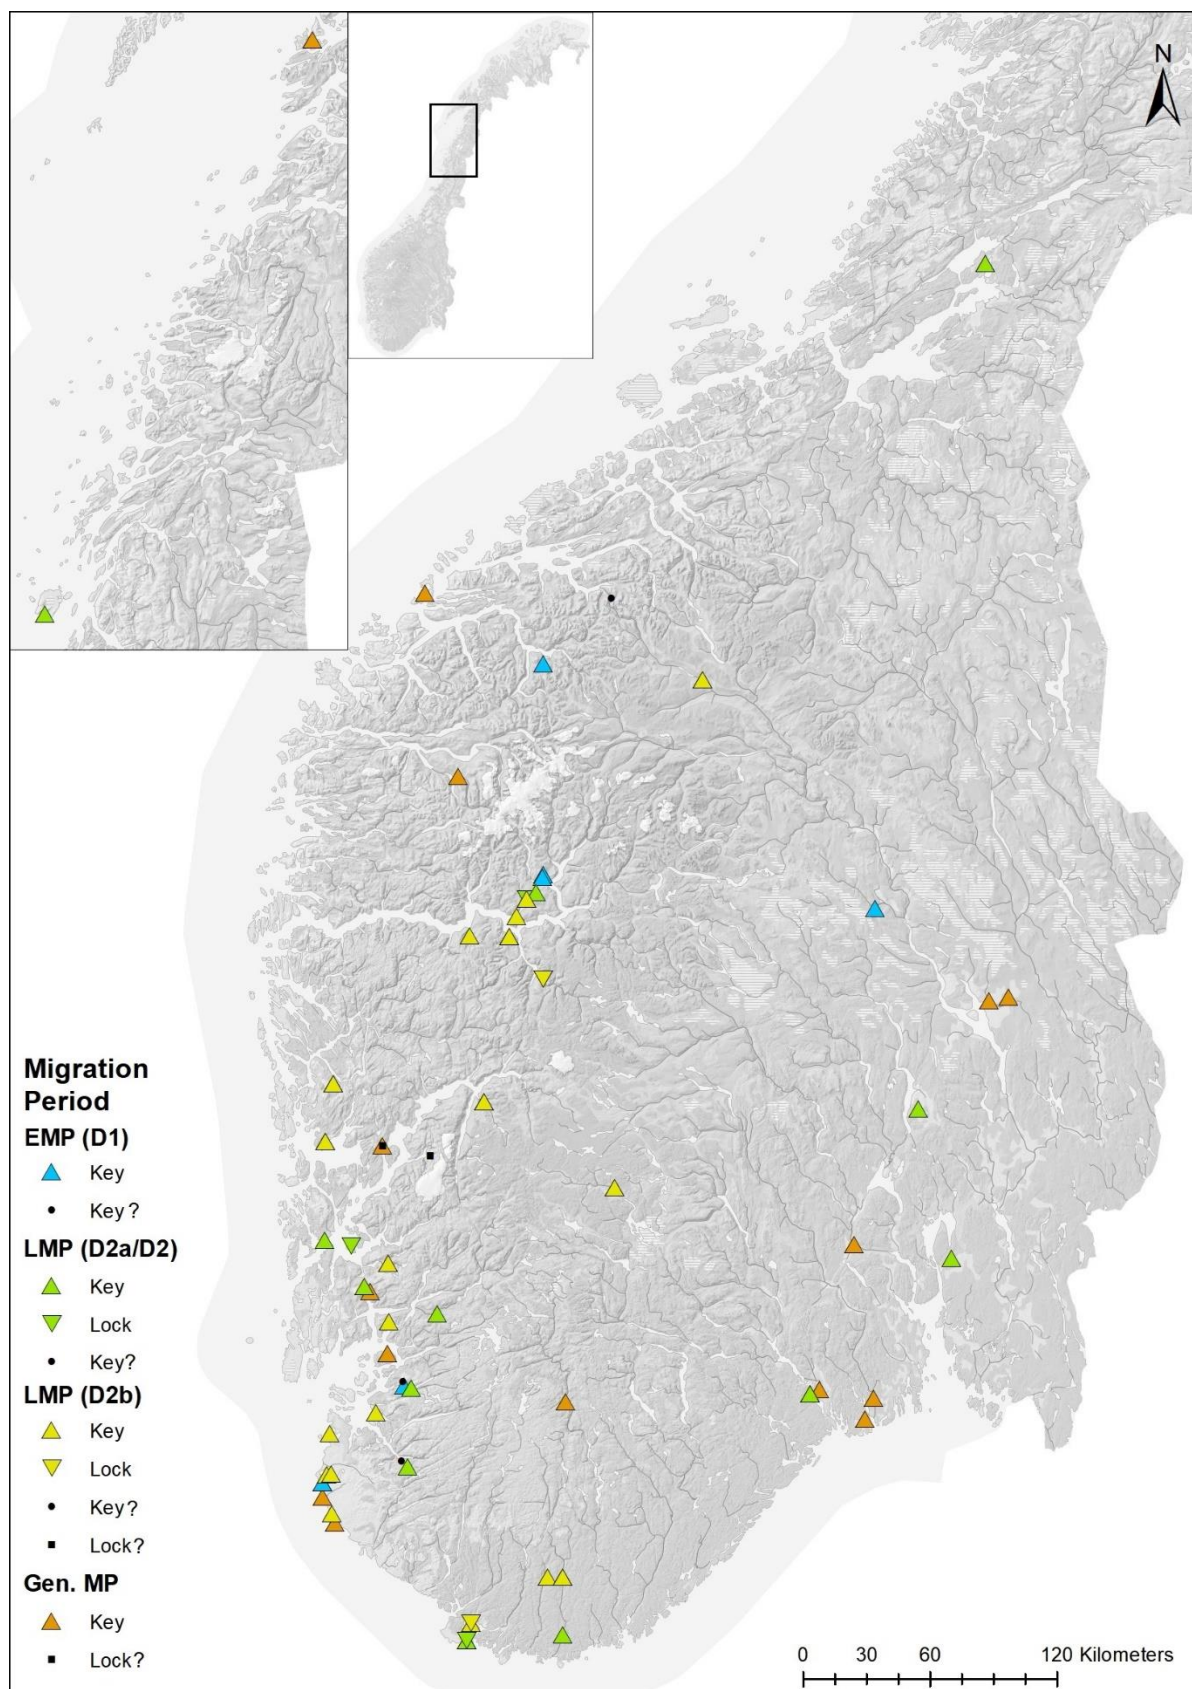 N
Migration
Period
EMP (D1)
Key
Key?
LMP (D2a/D2)
Key
Lock
Key?
LMP (D2b)
Key
Lock
Key?
Lock?
Gen. MP
Key
Lock?
0 30 60 120 Kilometers